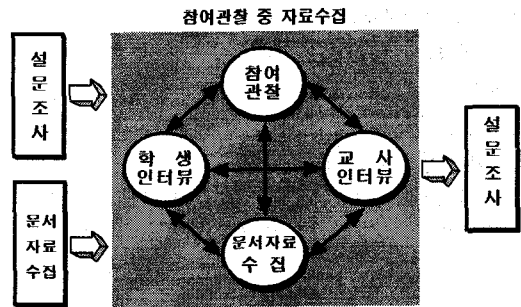 참여관찰 중 자료수집
설
문
조
사
문서
자료
수집
참여
관찰
학 생
인터뷰
교 사
인터뷰
문서자료
수 집
설
문
조
사